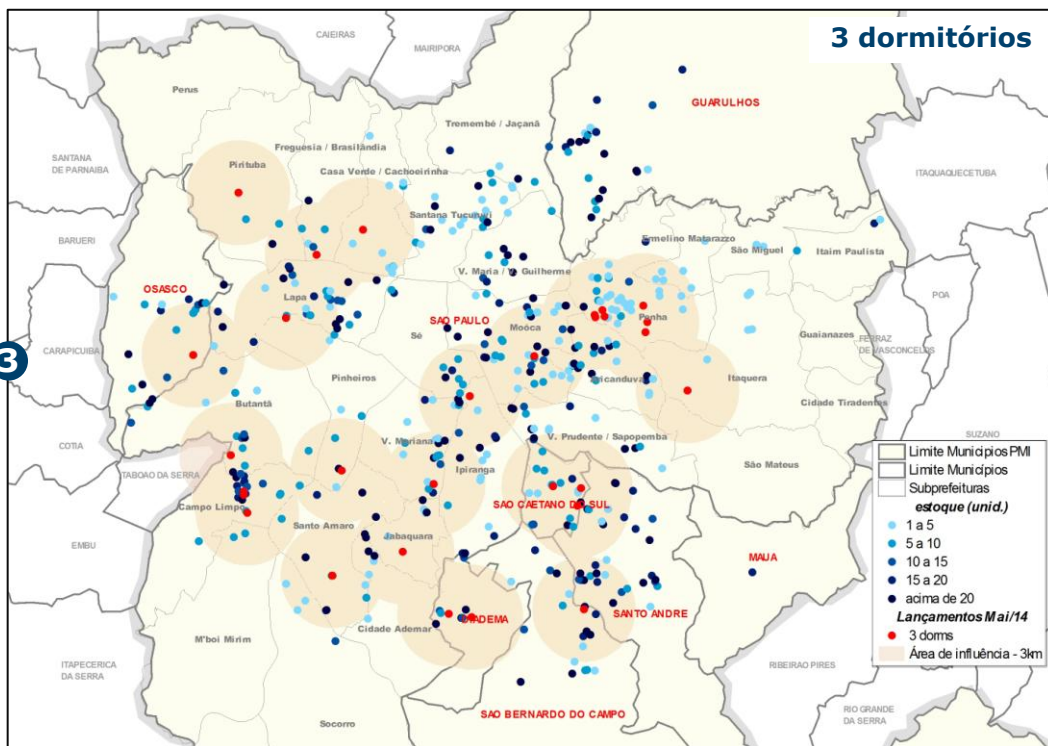 3 dormitórios
CAIEIRAS
MAIRIPORA
Perus
GUARULHOS
Tremembé / Jaçanã
Freguesia / Brasilândia
SANTANA
DE PARNAIBA
Pirituba
Casa Verde / Cachoeirinha
ITAQUAQUECETUBA
Santana Tucuruvi
BARUERI
Ermelino Matarazzo
São Miguel
Itaim Paulista
V. Maria / V. Guilherme
OSASCO
POA
Lapa
SAO PAULO
Penha
Moóca
Sé
Guaianazes
FERRAZ
DE VASCONCELOS
3
CARAPICUIBA
Pinheiros
Aricanduva
Itaquera
Butantã
Cidade Tiradentes
SUZANO
COTIA
V. Mariana
V. Prudente / Sapopemba
Ipiranga
São Mateus
TABOAO DA SERRA
Campo Limpo
SAO CAETANO DO SUL
Santo Amaro
Jabaquara
EMBU
MAUA
DIADEMA
SANTO ANDRE
Cidade Ademar
M'boi Mirim
ITAPECERICA
DA SERRA
RIBEIRAO PIRES
SAO BERNARDO DO CAMPO
Socorro
RIO GRANDE
DA SERRA
Limite Municipios PMI
Limite Municípios
Subprefeituras
estoque (unid.)
1 a 5
5 a 10
10 a 15
15 a 20
acima de 20
Lançamentos Mai/14
3 dorms
Área de influência - 3km